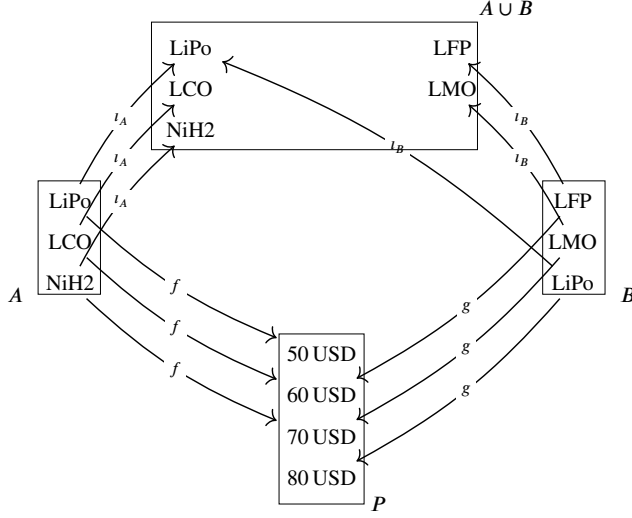 A ∪ B
LiPo LFP
LCO LMO
NiH2
ι_A ι_B
ι_A ι_B ι_B
ι_A
LiPo LFP
LCO LMO
NiH2 LiPo
A B
f g
f g
f g
50 USD
60 USD
70 USD
80 USD
P